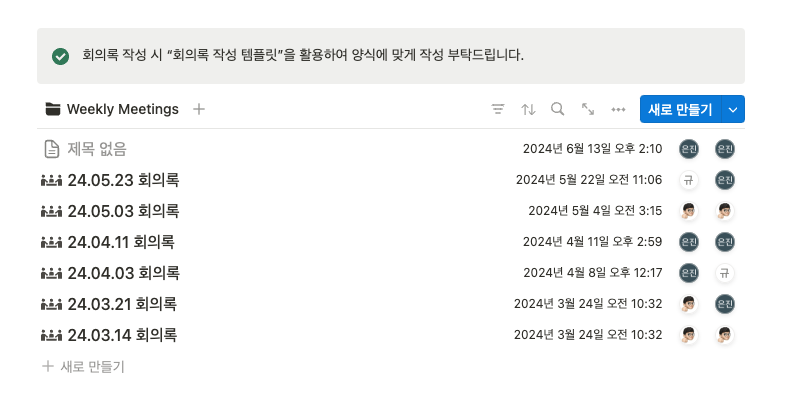 회의록 작성 시 “회의록 작성 템플릿”을 활용하여 양식에 맞게 작성 부탁드립니다.
Weekly Meetings 새로 만들기
제목 없음 2024년 6월 13일 오후 2:10 은진 은진
24.05.23 회의록 2024년 5월 22일 오전 11:06 규 은진
24.05.03 회의록 2024년 5월 4일 오전 3:15
24.04.11 회의록 2024년 4월 11일 오후 2:59 은진 은진
24.04.03 회의록 2024년 4월 8일 오후 12:17 은진 규
24.03.21 회의록 2024년 3월 24일 오전 10:32 은진
24.03.14 회의록 2024년 3월 24일 오전 10:32
새로 만들기